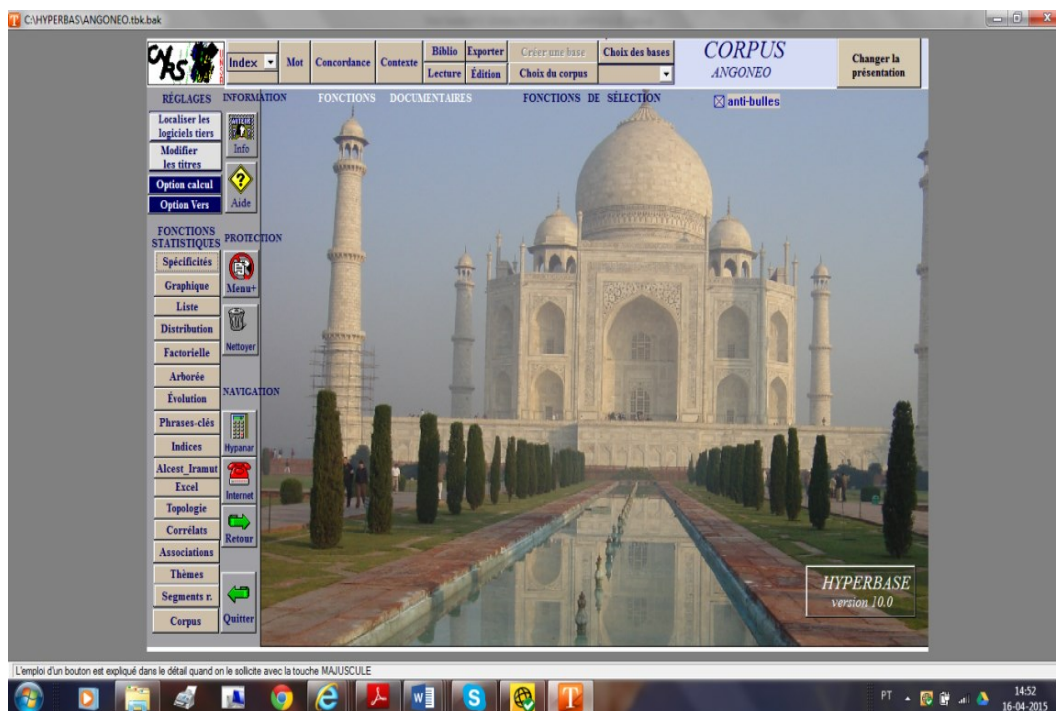 C:\HYPERBAS\ANGONEO.tbk.bak
CNRS
Index
Mot
Concordance
Contexte
Biblio
Lecture
Exporter
Édition
Créer une base
Choix du corpus
Choix des bases
CORPUS
ANGONEO
Changer la
présentation
RÉGLAGES
INFORMATION
FONCTIONS DOCUMENTAIRES
FONCTIONS DE SÉLECTION
anti-bulles
Localiser les
logiciels tiers
Modifier
les titres
Option calcul
Option Vers
Info
Aide
FONCTIONS
STATISTIQUES
PROTECTION
Spécificités
Graphique
Liste
Distribution
Factorielle
Arborée
Évolution
Phrases-clés
Indices
Alcest_Iramut
Excel
Topologie
Corrélats
Associations
Thèmes
Segments r.
Corpus
Menu+
Nettoyer
NAVIGATION
Hypanar
Internet
Retour
Quitter
HYPERBASE
version 10.0
L'emploi d'un bouton est expliqué dans le détail quand on le sollicite avec la touche MAJUSCULE
PT
14:52
16-04-2015